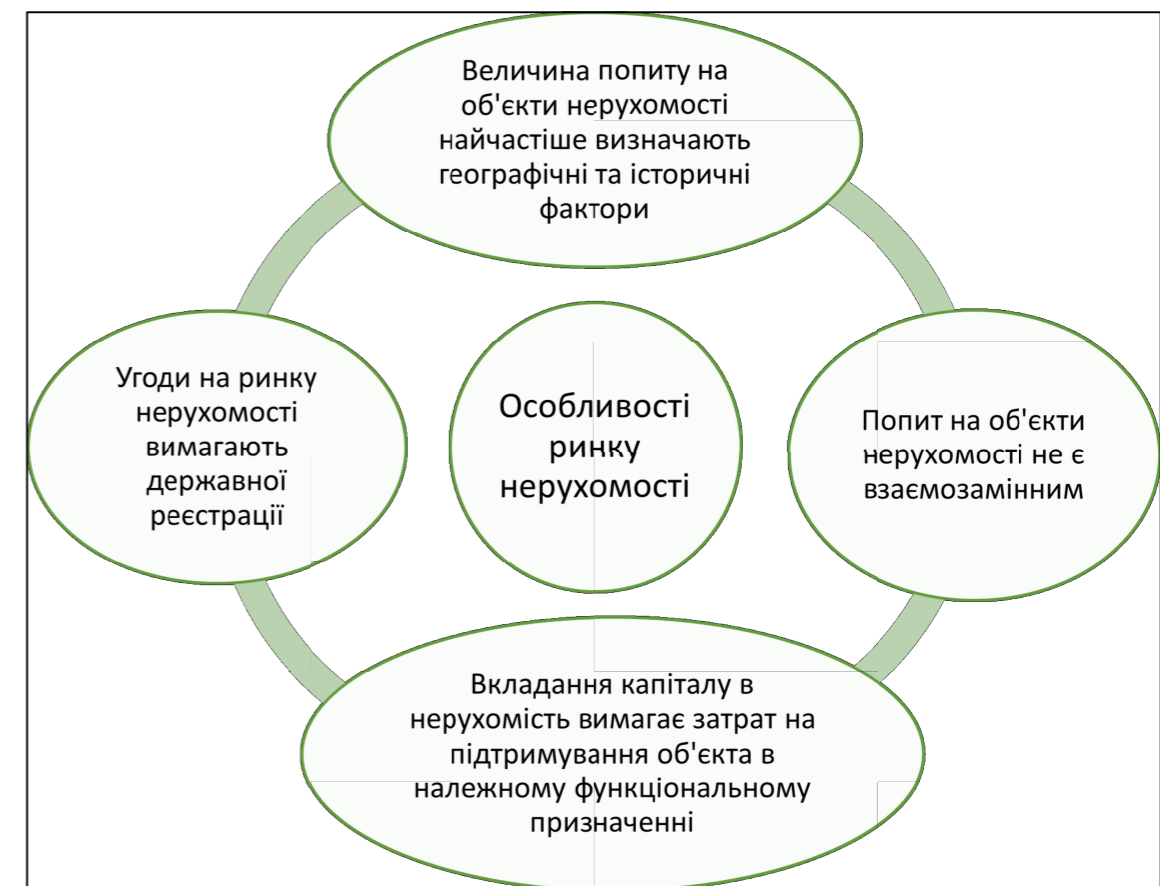 Величина попиту на
об'єкти нерухомості
найчастіше визначають
географічні та історичні
фактори
Угоди на ринку
нерухомості
вимагають
державної
реєстрації
Особливості
ринку
нерухомості
Попит на об'єкти
нерухомості не є
взаємозамінним
Вкладання капіталу в
нерухомість вимагає затрат на
підтримування об'єкта в
належному функціональному
призначенні